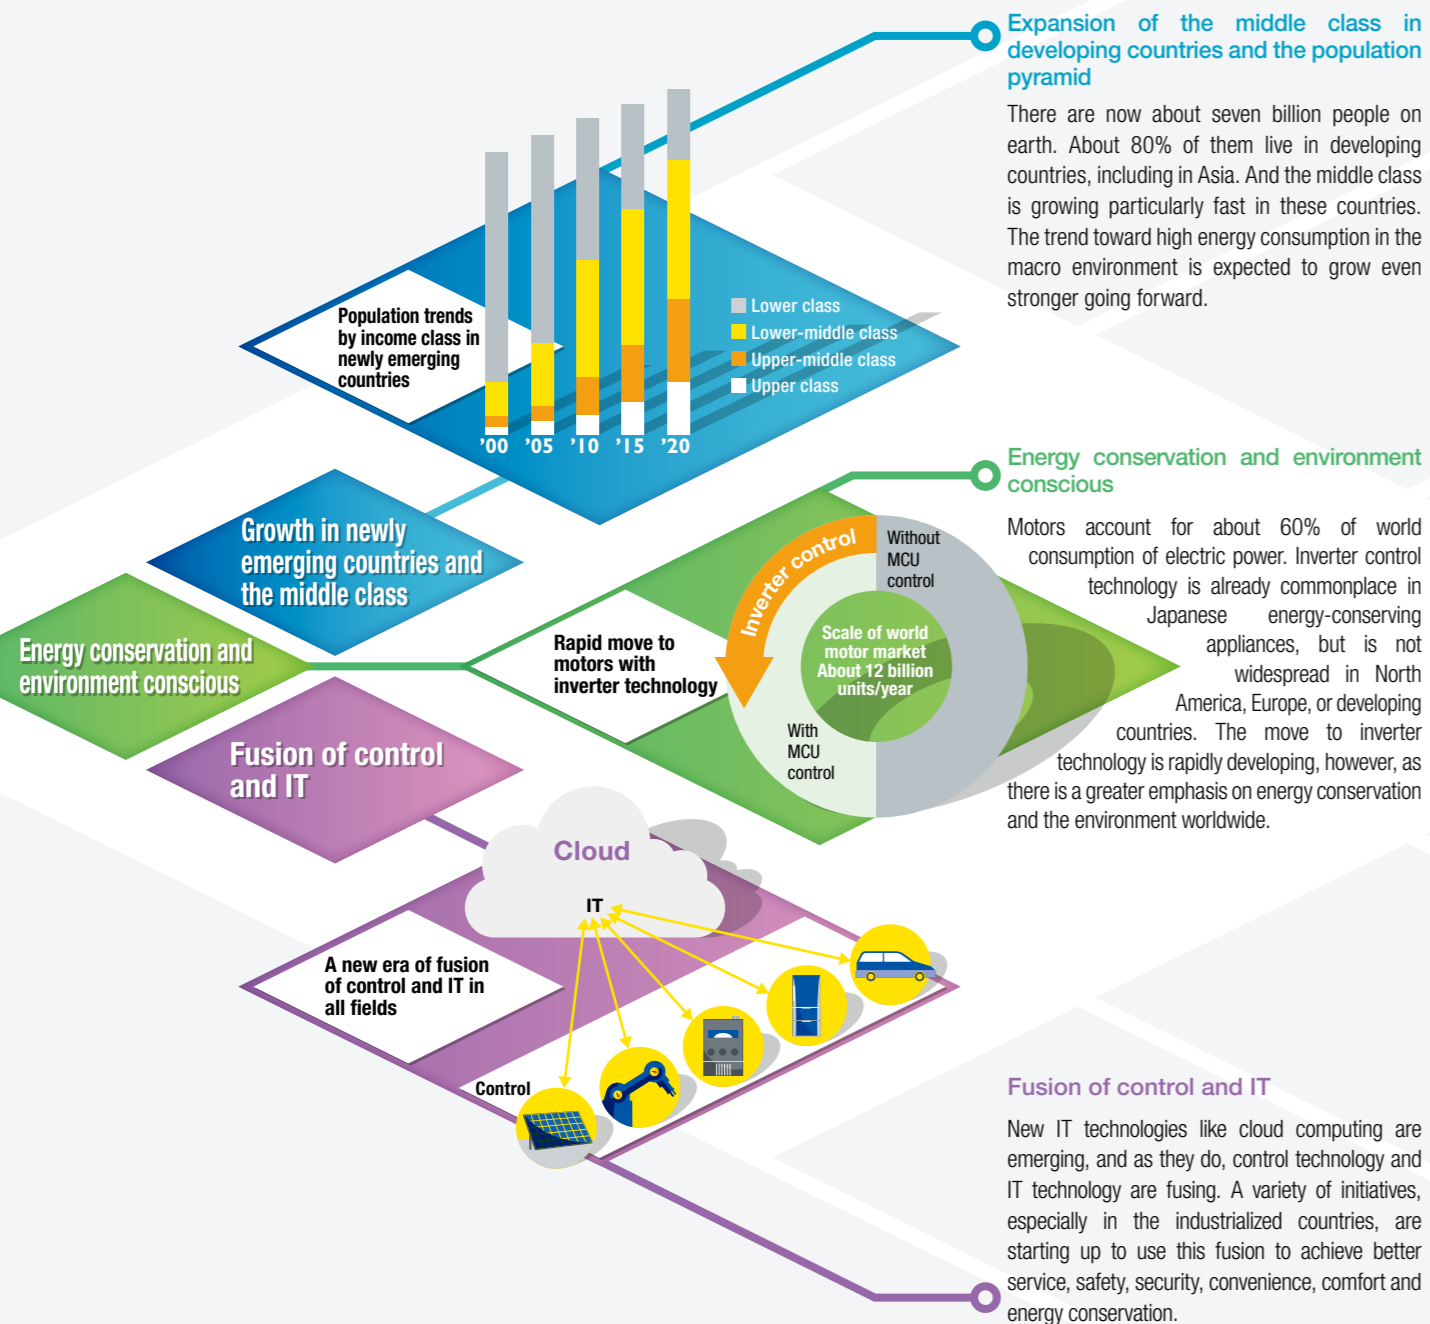 Expansion of the middle class in
developing countries and the population
pyramid
There are now about seven billion people on
earth. About 80% of them live in developing
countries, including in Asia. And the middle class
is growing particularly fast in these countries.
The trend toward high energy consumption in the
macro environment is expected to grow even
stronger going forward.
Population trends
by income class in
newly emerging
countries
Lower class
Lower-middle class
Upper-middle class
Upper class
'00 '05 '10 '15 '20
Growth in newly
emerging countries and
the middle class
Energy conservation and
environment conscious
Fusion of control
and IT
Energy conservation and environment
conscious
Motors account for about 60% of world
consumption of electric power. Inverter control
technology is already commonplace in
Japanese energy-conserving
appliances, but is not
widespread in North
America, Europe, or developing
countries. The move to inverter
technology is rapidly developing, however, as
there is a greater emphasis on energy conservation
and the environment worldwide.
Rapid move to
motors with
inverter technology
Inverter control
Without
MCU
control
Scale of world
motor market
About 12 billion
units/year
With
MCU
control
Cloud
IT
A new era of fusion
of control and IT in
all fields
Control
Fusion of control and IT
New IT technologies like cloud computing are
emerging, and as they do, control technology and
IT technology are fusing. A variety of initiatives,
especially in the industrialized countries, are
starting up to use this fusion to achieve better
service, safety, security, convenience, comfort and
energy conservation.